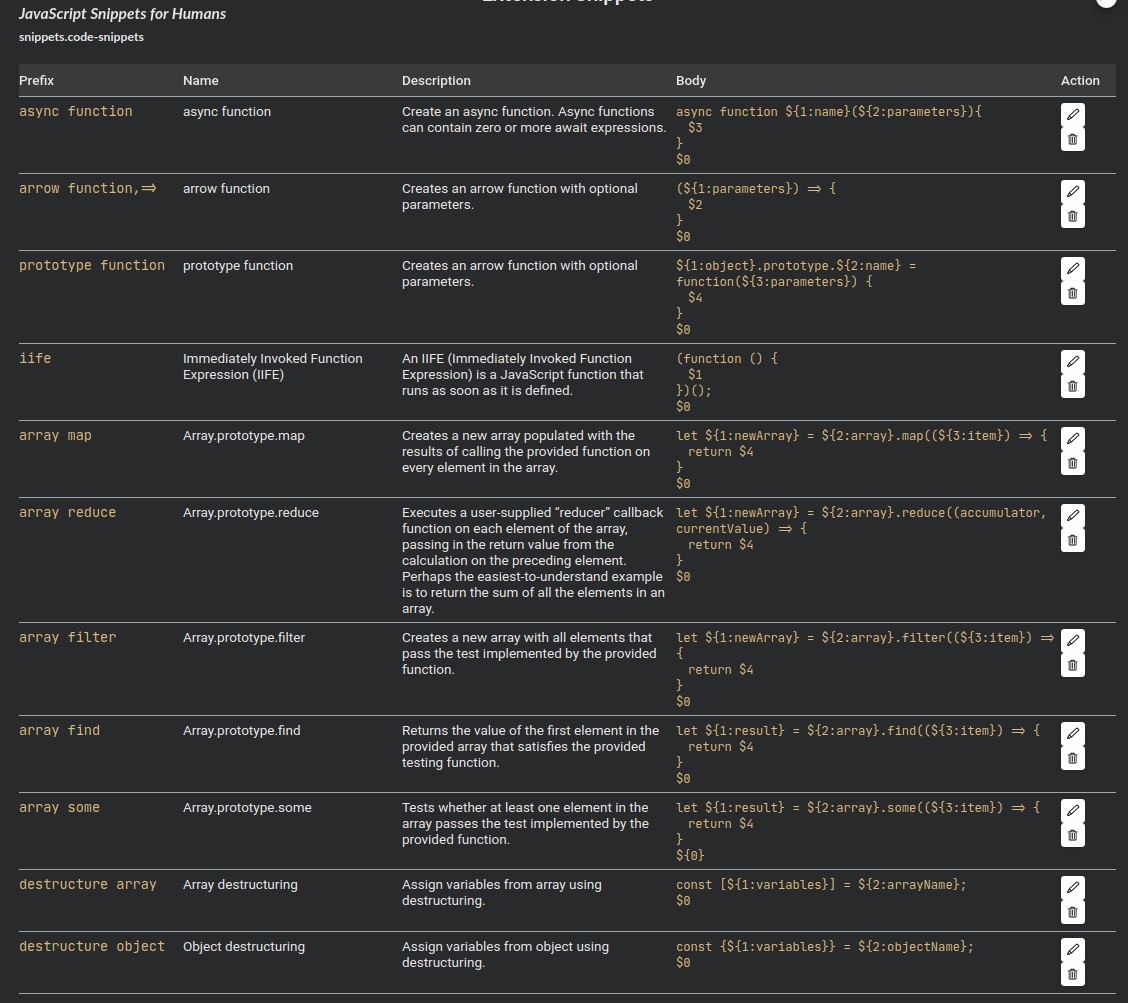 JavaScript Snippets for Humans
snippets.code-snippets
Prefix Name Description Body Action
async function async function Create an async function. Async functions async function ${1:name}(${2:parameters}){
can contain zero or more await expressions. $3
}
$0
arrow function,=> arrow function Creates an arrow function with optional (${1:parameters}) => {
parameters. $2
}
$0
prototype function prototype function Creates an arrow function with optional ${1:object}.prototype.${2:name} =
parameters. function(${3:parameters}) {
$4
}
$0
iife Immediately Invoked Function An IIFE (Immediately Invoked Function (function () {
Expression (IIFE) Expression) is a JavaScript function that $1
runs as soon as it is defined. })();
$0
array map Array.prototype.map Creates a new array populated with the let ${1:newArray} = ${2:array}.map((${3:item}) => {
results of calling the provided function on return $4
every element in the array. }
$0
array reduce Array.prototype.reduce Executes a user-supplied “reducer” callback let ${1:newArray} = ${2:array}.reduce((accumulator,
function on each element of the array, currentValue) => {
passing in the return value from the return $4
calculation on the preceding element. }
Perhaps the easiest-to-understand example $0
is to return the sum of all the elements in an
array.
array filter Array.prototype.filter Creates a new array with all elements that let ${1:newArray} = ${2:array}.filter((${3:item}) =>
pass the test implemented by the provided {
function. return $4
}
$0
array find Array.prototype.find Returns the value of the first element in the let ${1:result} = ${2:array}.find((${3:item}) => {
provided array that satisfies the provided return $4
testing function. }
$0
array some Array.prototype.some Tests whether at least one element in the let ${1:result} = ${2:array}.some((${3:item}) => {
array passes the test implemented by the return $4
provided function. }
${0}
destructure array Array destructuring Assign variables from array using const [${1:variables}] = ${2:arrayName};
destructuring. $0
destructure object Object destructuring Assign variables from object using const {${1:variables}} = ${2:objectName};
destructuring. $0